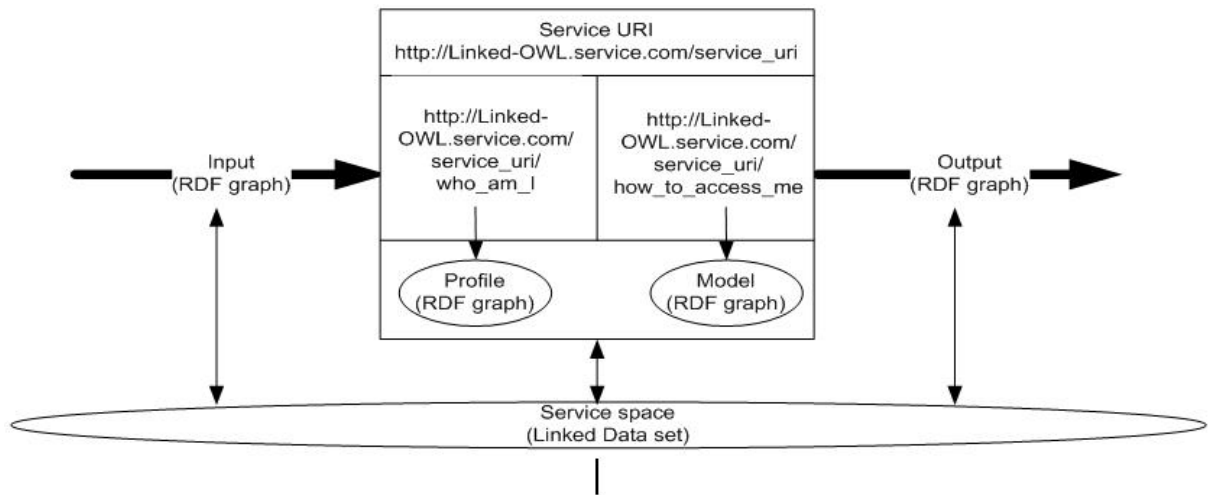 Service URI
http://Linked-OWL.service.com/service_uri
http://Linked-
OWL.service.com/
service_uri/
who_am_I
http://Linked-
OWL.service.com/
service_uri/
how_to_access_me
Input
(RDF graph)
Output
(RDF graph)
Profile
(RDF graph)
Model
(RDF graph)
Service space
(Linked Data set)